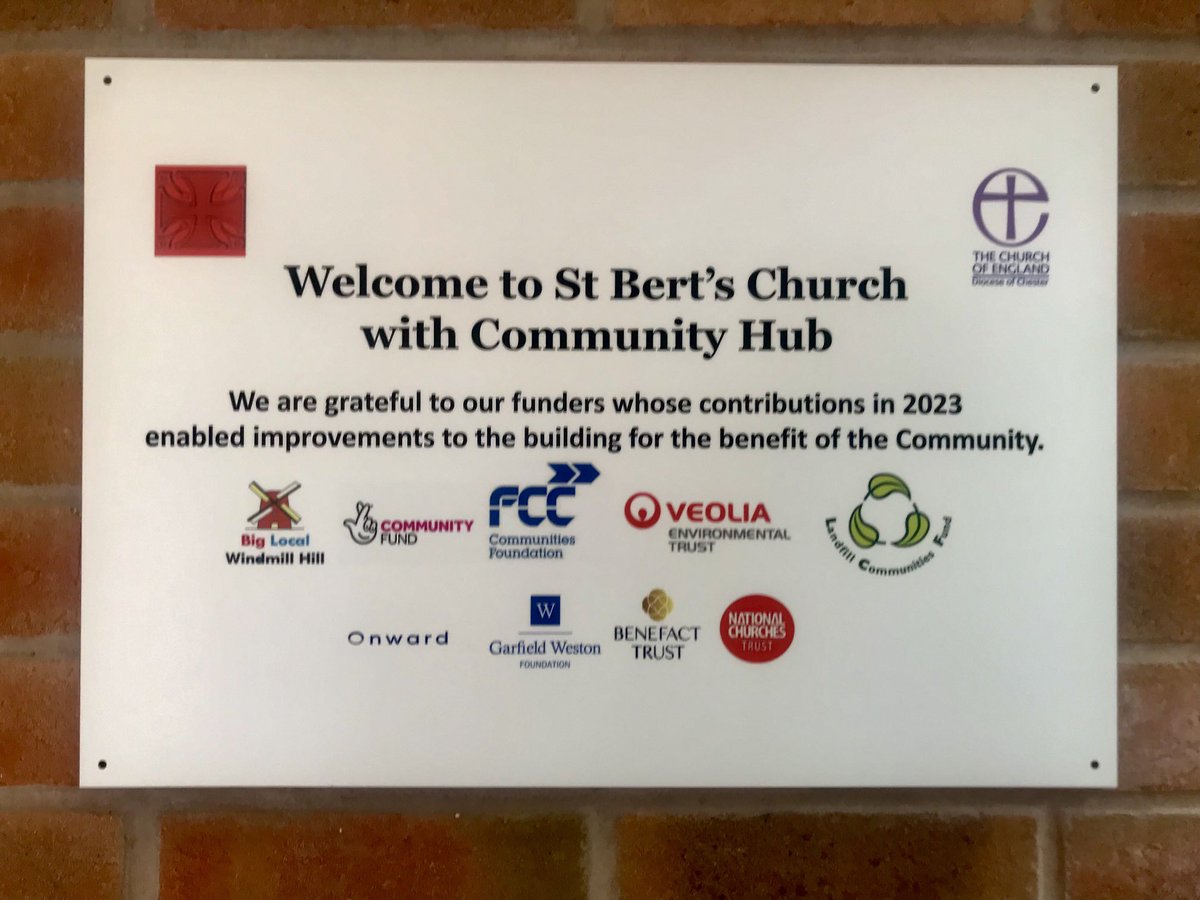 THE CHURCH
OF ENGLAND
Diocese of Chester
Welcome to St Bert's Church
with Community Hub
We are grateful to our funders whose contributions in 2023
enabled improvements to the building for the benefit of the Community.
Big Local
Windmill Hill
COMMUNITY
FUND
FCC
Communities
Foundation
VEOLIA
ENVIRONMENTAL
TRUST
Landfill Communities Fund
Onward
W
Garfield Weston
FOUNDATION
BENEFACT
TRUST
NATIONAL
CHURCHES
TRUST